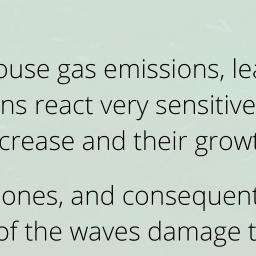 ouse gas emissions, lea
ns react very sensitive
crease and their growt
ones, and consequent
of the waves damage t